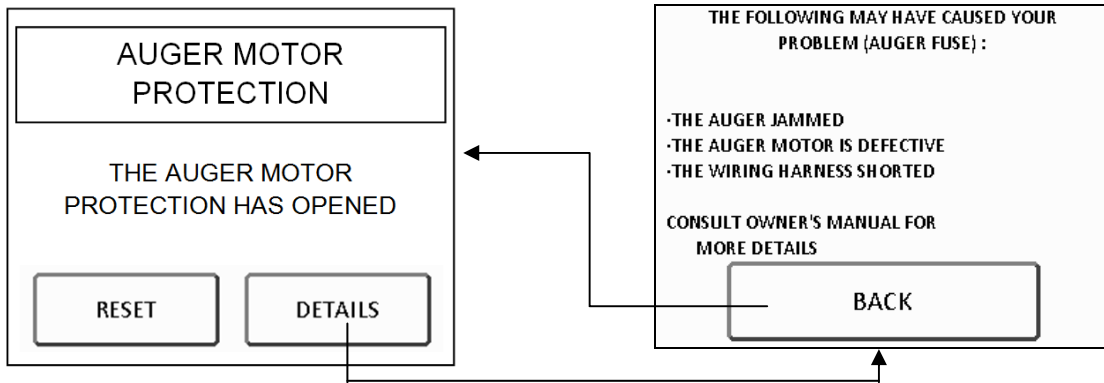 AUGER MOTOR
PROTECTION
THE AUGER MOTOR
PROTECTION HAS OPENED
RESET
DETAILS
THE FOLLOWING MAY HAVE CAUSED YOUR
PROBLEM (AUGER FUSE) :
·THE AUGER JAMMED
·THE AUGER MOTOR IS DEFECTIVE
·THE WIRING HARNESS SHORTED
CONSULT OWNER'S MANUAL FOR
MORE DETAILS
BACK